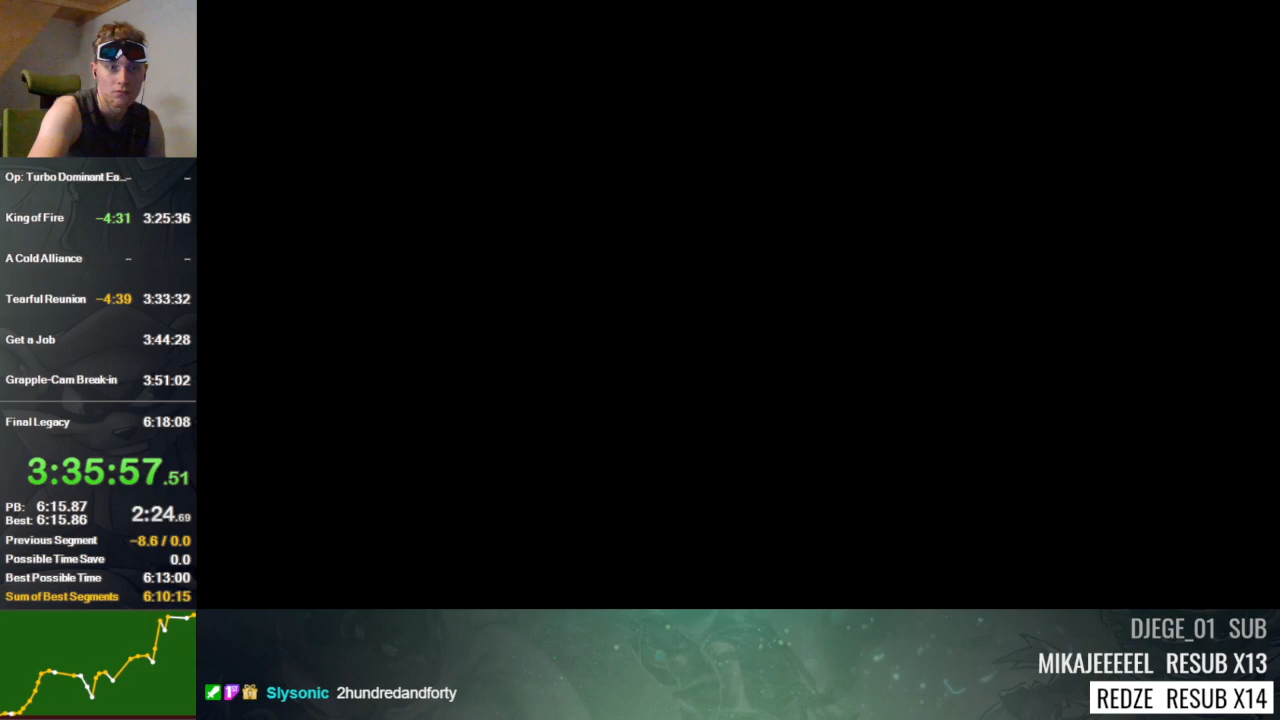 Op: Turbo Dominant Ea... – –
King of Fire −4:31 3:25:36
A Cold Alliance – –
Tearful Reunion −4:39 3:33:32
Get a Job 3:44:28
Grapple-Cam Break-in 3:51:02
Final Legacy 6:18:08
3:35:57.51
PB: 6:15.87
Best: 6:15.86
2:24.69
Previous Segment −8.6 / 0.0
Possible Time Save 0.0
Best Possible Time 6:13:00
Sum of Best Segments 6:10:15
Slysonic 2hundredandforty
DJEGE_01 SUB
MIKAJEEEEEL RESUB X13
REDZE RESUB X14